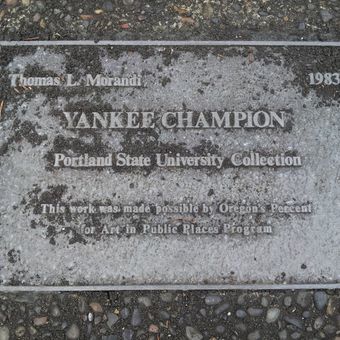 Thomas L. Morandi, 1983
YANKEE CHAMPION
Portland State University Collection
This work was made possible by Oregon's Percent
for Art in Public Places Program